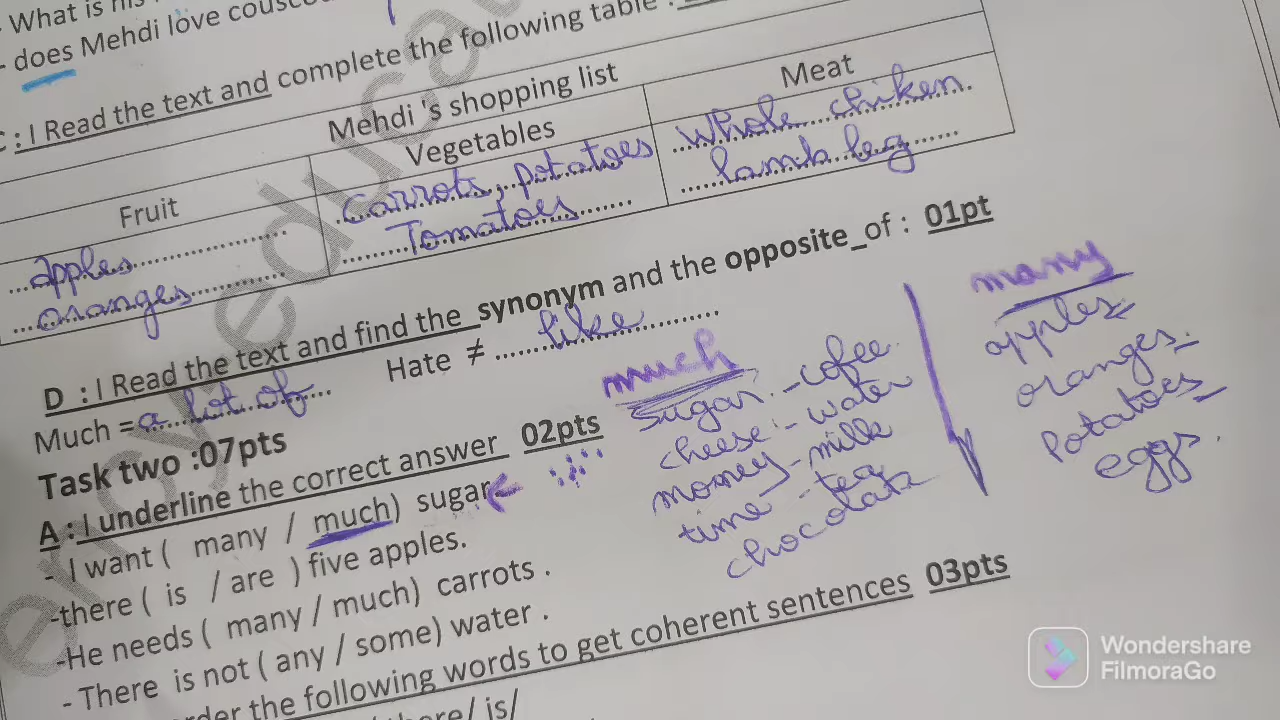 - What is his
- does Mehdi love couscou
C : I Read the text and complete the following table :
Mehdi 's shopping list
Fruit Vegetables Meat
apples carrots, potatoes Whole chiken
oranges Tomatoes lamb leg
D : I Read the text and find the synonym and the opposite of : 01pt
Much = a lot of Hate ≠ like
Task two :07pts
A : I underline the correct answer 02pts
- I want ( many / much) sugar
-there ( is / are ) five apples.
-He needs ( many / much) carrots .
- There is not ( any / some) water .
rder the following words to get coherent sentences 03pts
there/ is/
much
sugar - cofee
cheese - water
money - milk
time - tea
chocolate
many
apples
oranges
potatoes
eggs
Wondershare
FilmoraGo